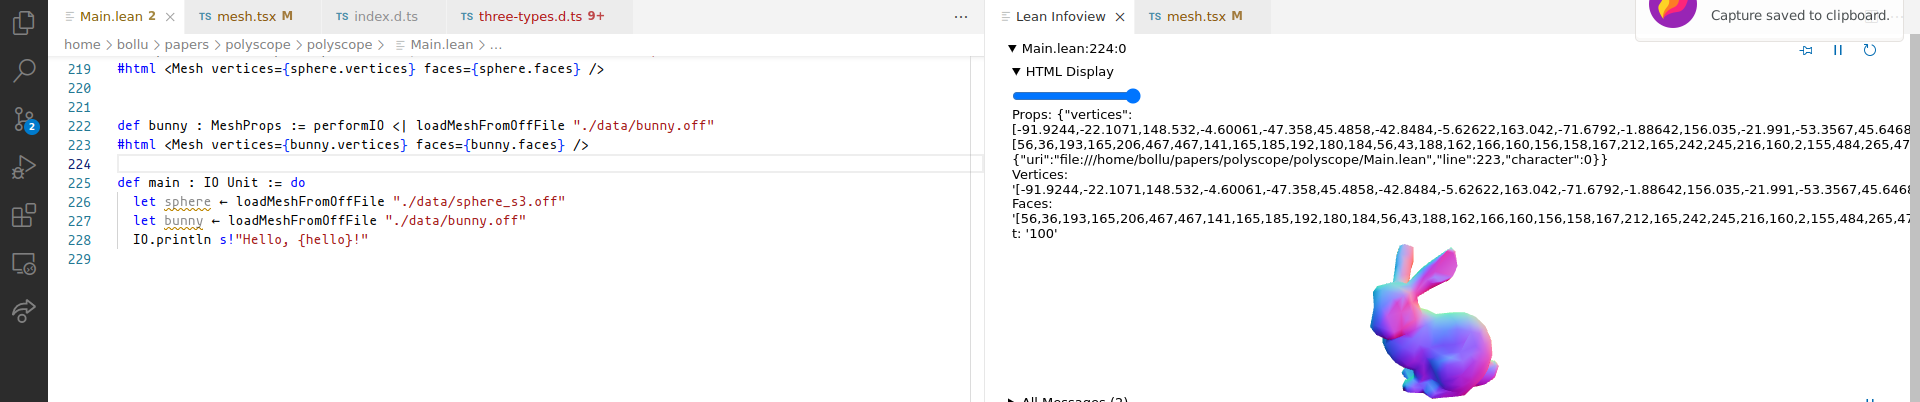 Main.lean 2 ×
TS mesh.tsx M
TS index.d.ts
TS three-types.d.ts 9+
...
home > bollu > papers > polyscope > polyscope > Main.lean > ...
219 #html <Mesh vertices={sphere.vertices} faces={sphere.faces} />
220
221
222 def bunny : MeshProps := performIO <| loadMeshFromOffFile "./data/bunny.off"
223 #html <Mesh vertices={bunny.vertices} faces={bunny.faces} />
224
225 def main : IO Unit := do
226 let sphere ← loadMeshFromOffFile "./data/sphere_s3.off"
227 let bunny ← loadMeshFromOffFile "./data/bunny.off"
228 IO.println s!"Hello, {hello}!"
229
2
Lean Infoview ×
TS mesh.tsx M
Capture saved to clipboard.
Main.lean:224:0
HTML Display
Props: {"vertices":
[-91.9244,-22.1071,148.532,-4.60061,-47.358,45.4858,-42.8484,-5.62622,163.042,-71.6792,-1.88642,156.035,-21.991,-53.3567,45.6468
[56,36,193,165,206,467,467,141,165,185,192,180,184,56,43,188,162,166,160,156,158,167,212,165,242,245,216,160,2,155,484,265,47
{"uri":"file:///home/bollu/papers/polyscope/polyscope/Main.lean","line":223,"character":0}}
Vertices:
'[-91.9244,-22.1071,148.532,-4.60061,-47.358,45.4858,-42.8484,-5.62622,163.042,-71.6792,-1.88642,156.035,-21.991,-53.3567,45.6468
Faces:
'[56,36,193,165,206,467,467,141,165,185,192,180,184,56,43,188,162,166,160,156,158,167,212,165,242,245,216,160,2,155,484,265,47
t: '100'
All Messages (2)